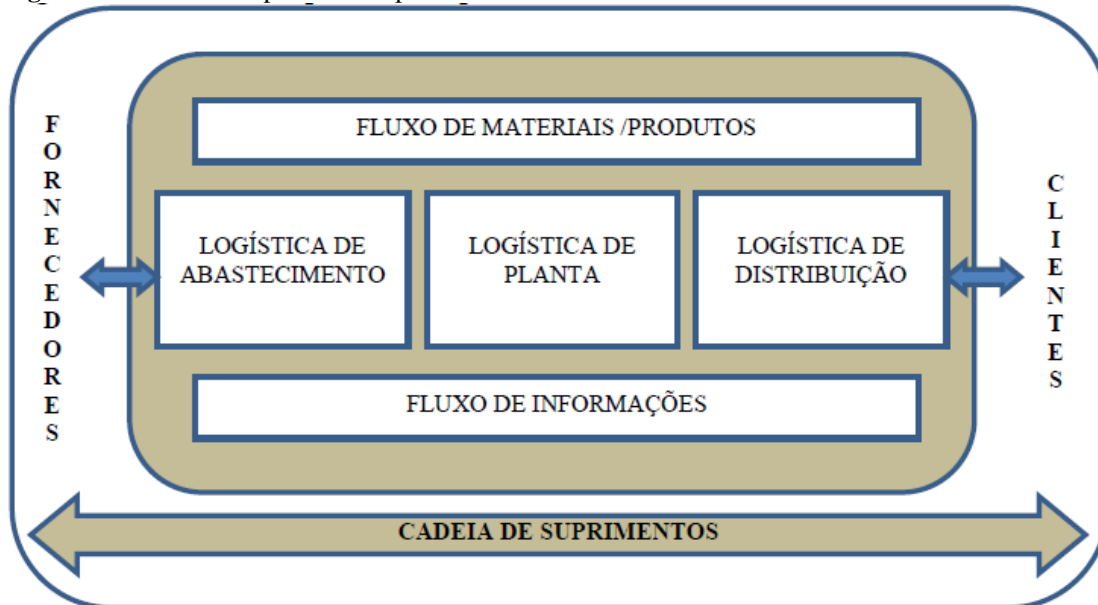 FLUXO DE MATERIAIS /PRODUTOS
FORNECEDORES
LOGÍSTICA DE
ABASTECIMENTO
LOGÍSTICA DE
PLANTA
LOGÍSTICA DE
DISTRIBUIÇÃO
CLIENTES
FLUXO DE INFORMAÇÕES
CADEIA DE SUPRIMENTOS